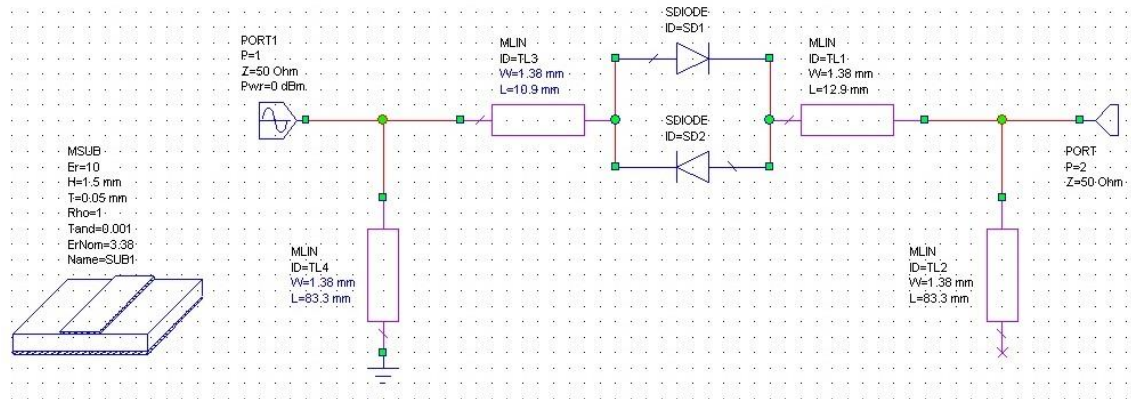 SDIODE
ID=SD1
PORT1
P=1
Z=50 Ohm
Pwr=0 dBm
MLIN
ID=TL3
W=1.38 mm
L=10.9 mm
MLIN
ID=TL1
W=1.38 mm
L=12.9 mm
SDIODE
ID=SD2
MSUB
Er=10
H=1.5 mm
T=0.05 mm
Rho=1
Tand=0.001
ErNom=3.38
Name=SUB1
PORT
P=2
Z=50 Ohm
MLIN
ID=TL4
W=1.38 mm
L=83.3 mm
MLIN
ID=TL2
W=1.38 mm
L=83.3 mm